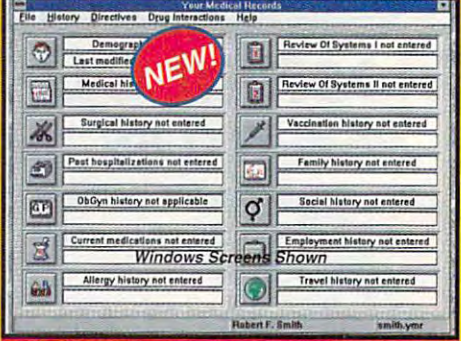 Your Medical Records
File History Directives Drug Interactions Help
Demograp
Last modified
NEW!
Medical his
Surgical history not entered
Past hospitalizations not entered
ObGyn history not applicable
GP
Current medications not entered
Allergy history not entered
Review Of Systems I not entered
Review Of Systems II not entered
Vaccination history not entered
Family history not entered
Social history not entered
Employment history not entered
Travel history not entered
Windows Screens Shown
Robert F. Smith smith.ymr